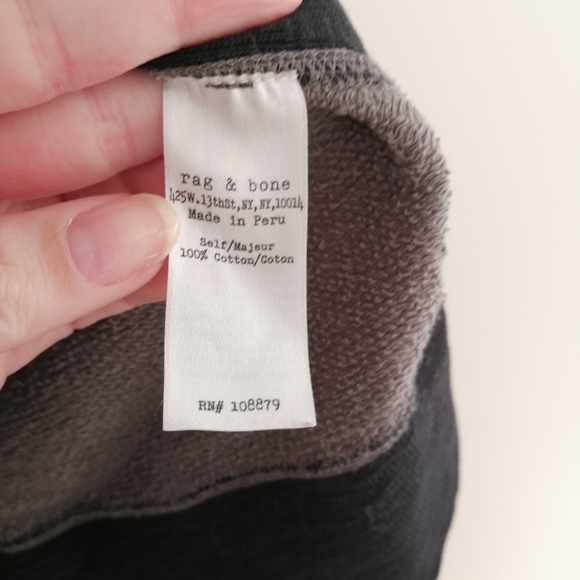 rag & bone
425W.13thSt,NY,NY,10014
Made in Peru
Self/Majeur
100% Cotton/Coton
RN# 108879